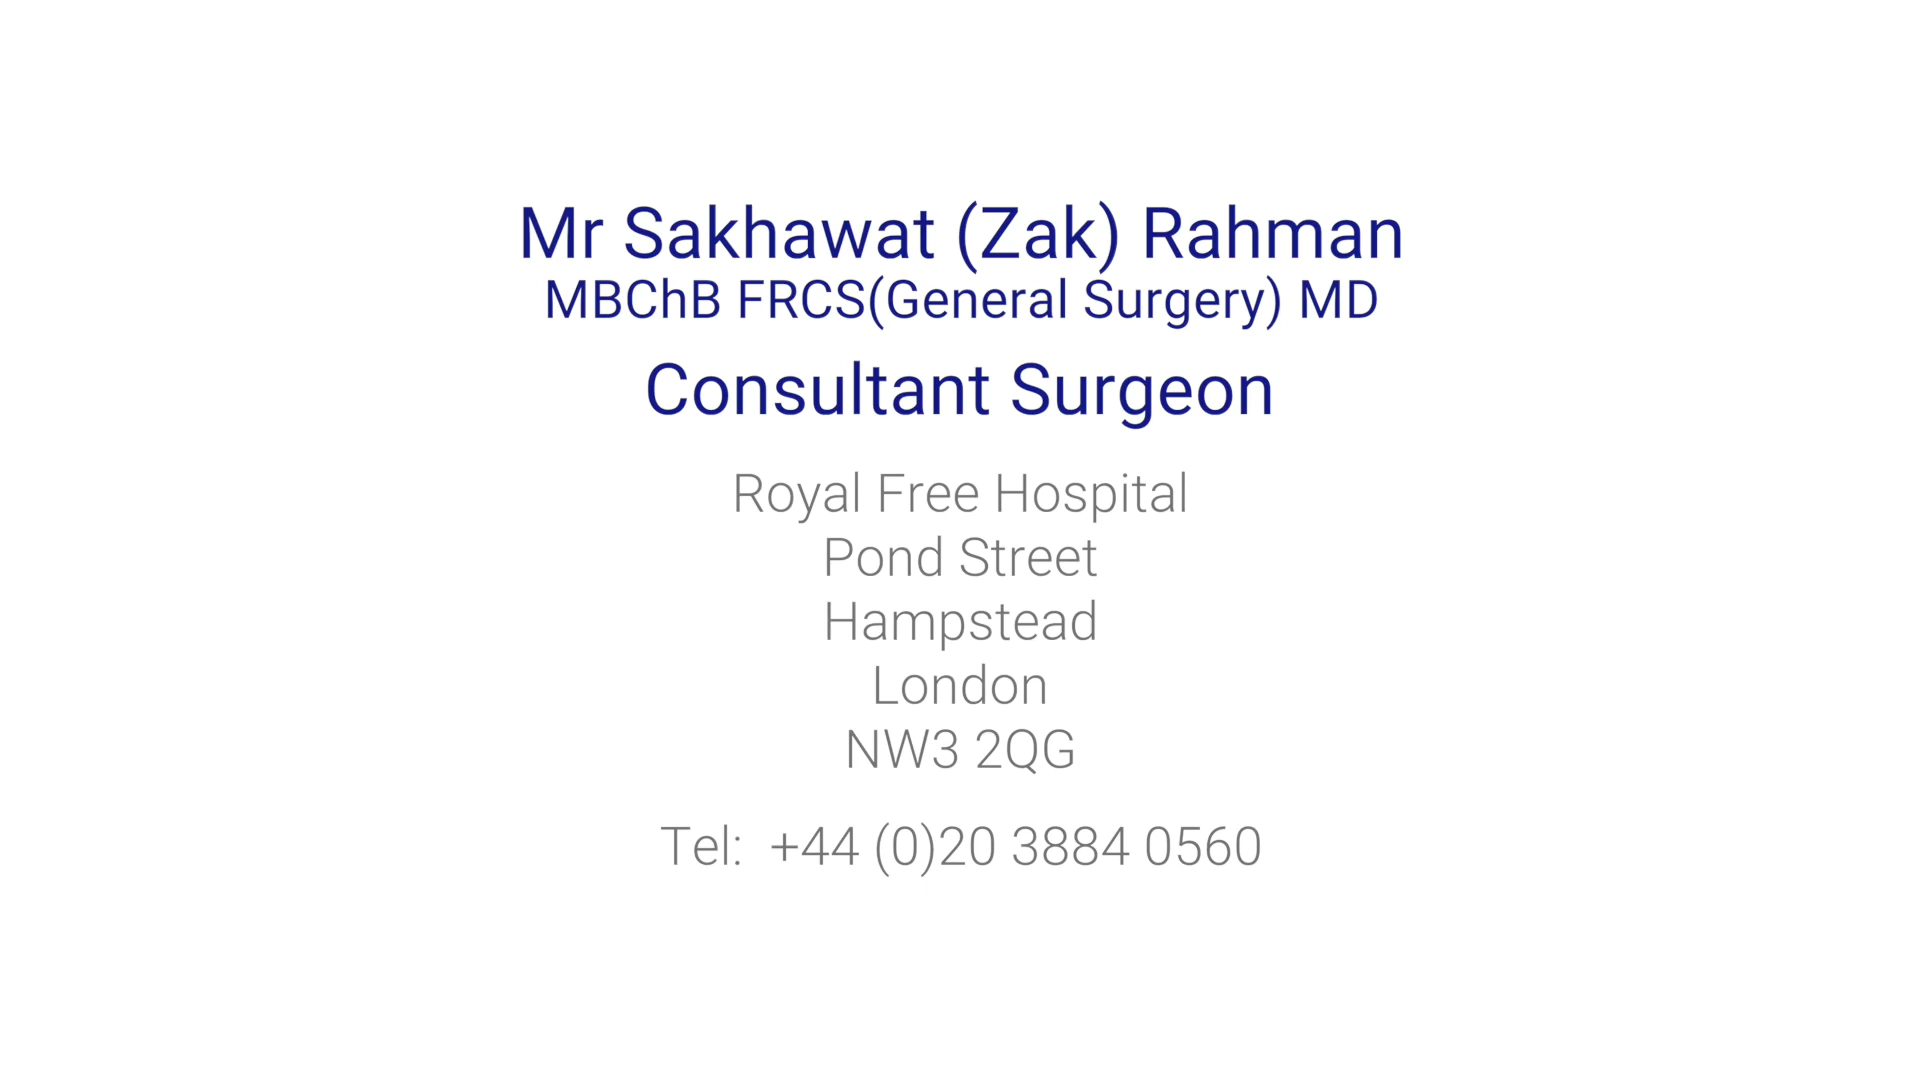 Mr Sakhawat (Zak) Rahman
MBChB FRCS(General Surgery) MD
Consultant Surgeon
Royal Free Hospital
Pond Street
Hampstead
London
NW3 2QG
Tel:  +44 (0)20 3884 0560